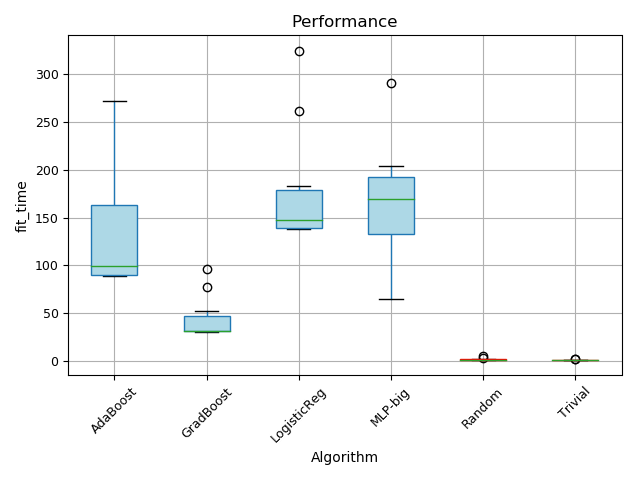 Performance
300
250
200
150
100
50
0
fit_time
AdaBoost
GradBoost
LogisticReg
MLP-big
Random
Trivial
Algorithm